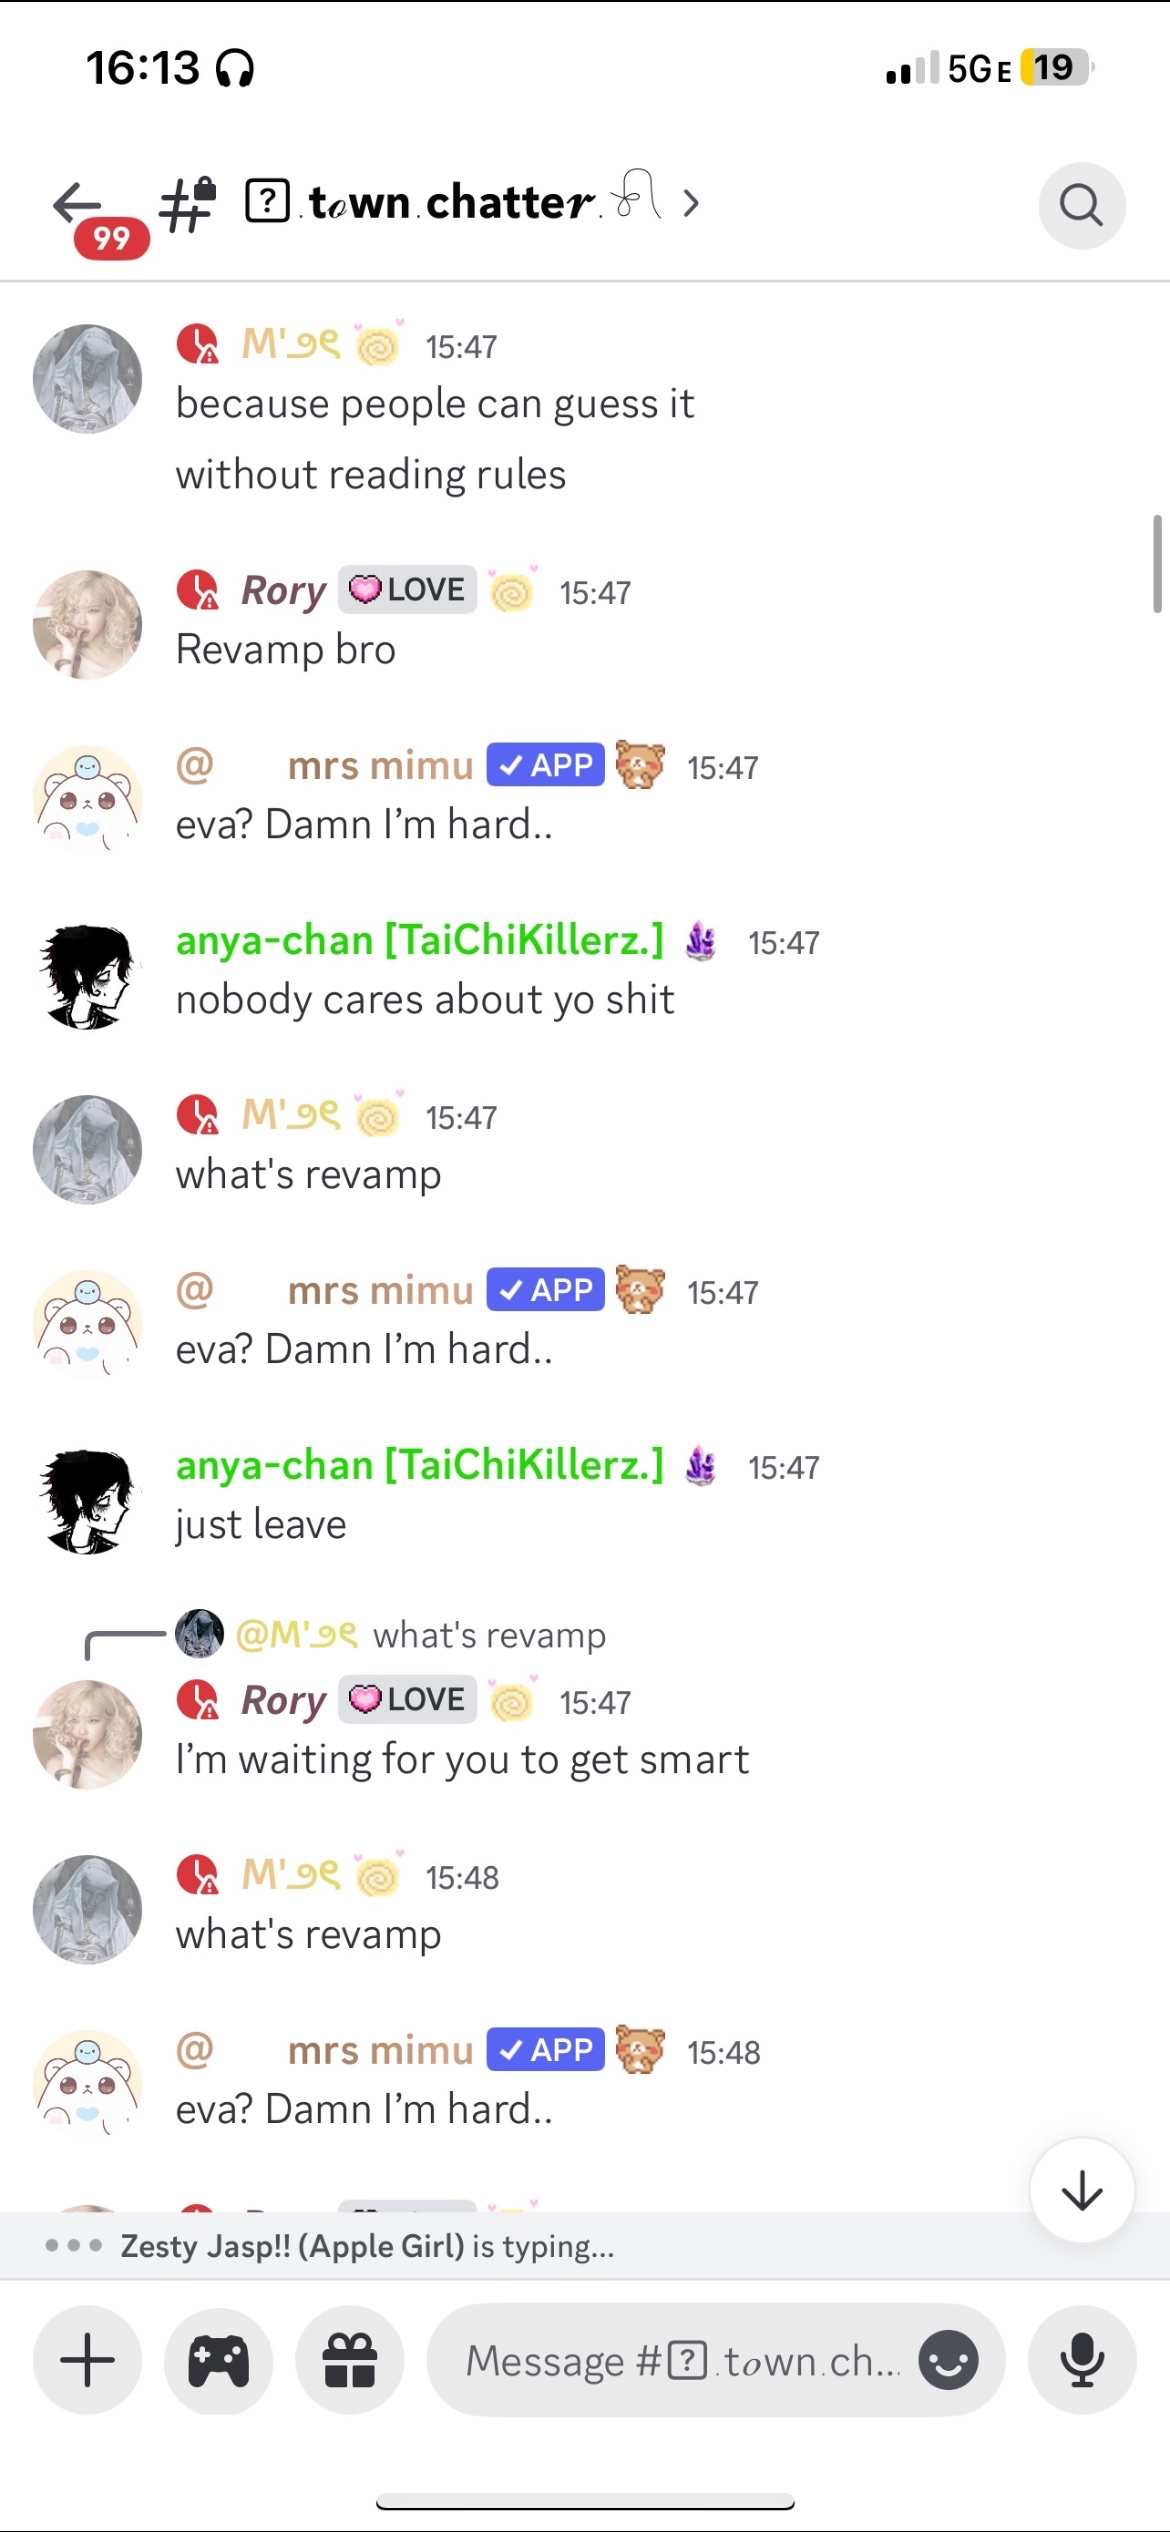 16:13
5GE 19
99
# ? .town.chatter.
M'୨୧ 15:47
because people can guess it
without reading rules
Rory LOVE 15:47
Revamp bro
@ mrs mimu ✓ APP 15:47
eva? Damn I’m hard..
anya-chan [TaiChiKillerz.] 15:47
nobody cares about yo shit
M'୨୧ 15:47
what's revamp
@ mrs mimu ✓ APP 15:47
eva? Damn I’m hard..
anya-chan [TaiChiKillerz.] 15:47
just leave
@M'୨୧ what's revamp
Rory LOVE 15:47
I’m waiting for you to get smart
M'୨୧ 15:48
what's revamp
@ mrs mimu ✓ APP 15:48
eva? Damn I’m hard..
Zesty Jasp!! (Apple Girl) is typing...
Message # ? .town.ch...